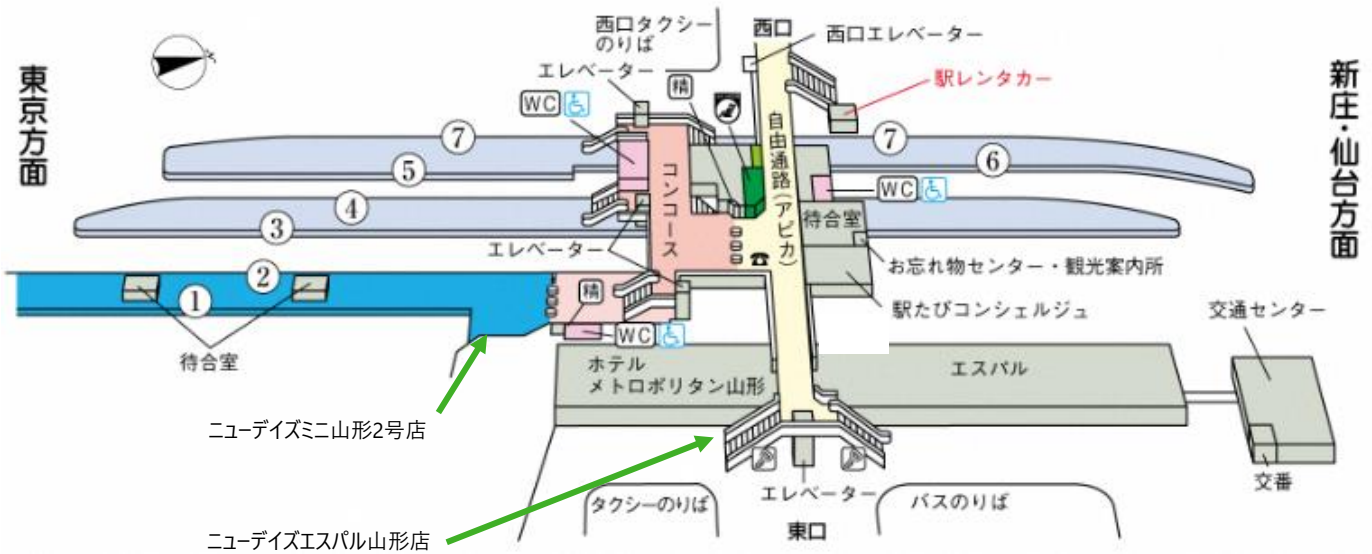 西口タクシー
のりば
西口
西口エレベーター
東京方面
エレベーター
精
駅レンタカー
新庄・仙台方面
WC
自由通路(アピカ)
⑦
⑦
⑤
⑥
コンコース
WC
④
③
待合室
エレベーター
お忘れ物センター・観光案内所
②
①
精
駅たびコンシェルジュ
交通センター
待合室
WC
ホテル
メトロポリタン山形
エスパル
ニューデイズミニ山形2号店
交番
エレベーター
タクシーのりば
バスのりば
東口
ニューデイズエスパル山形店